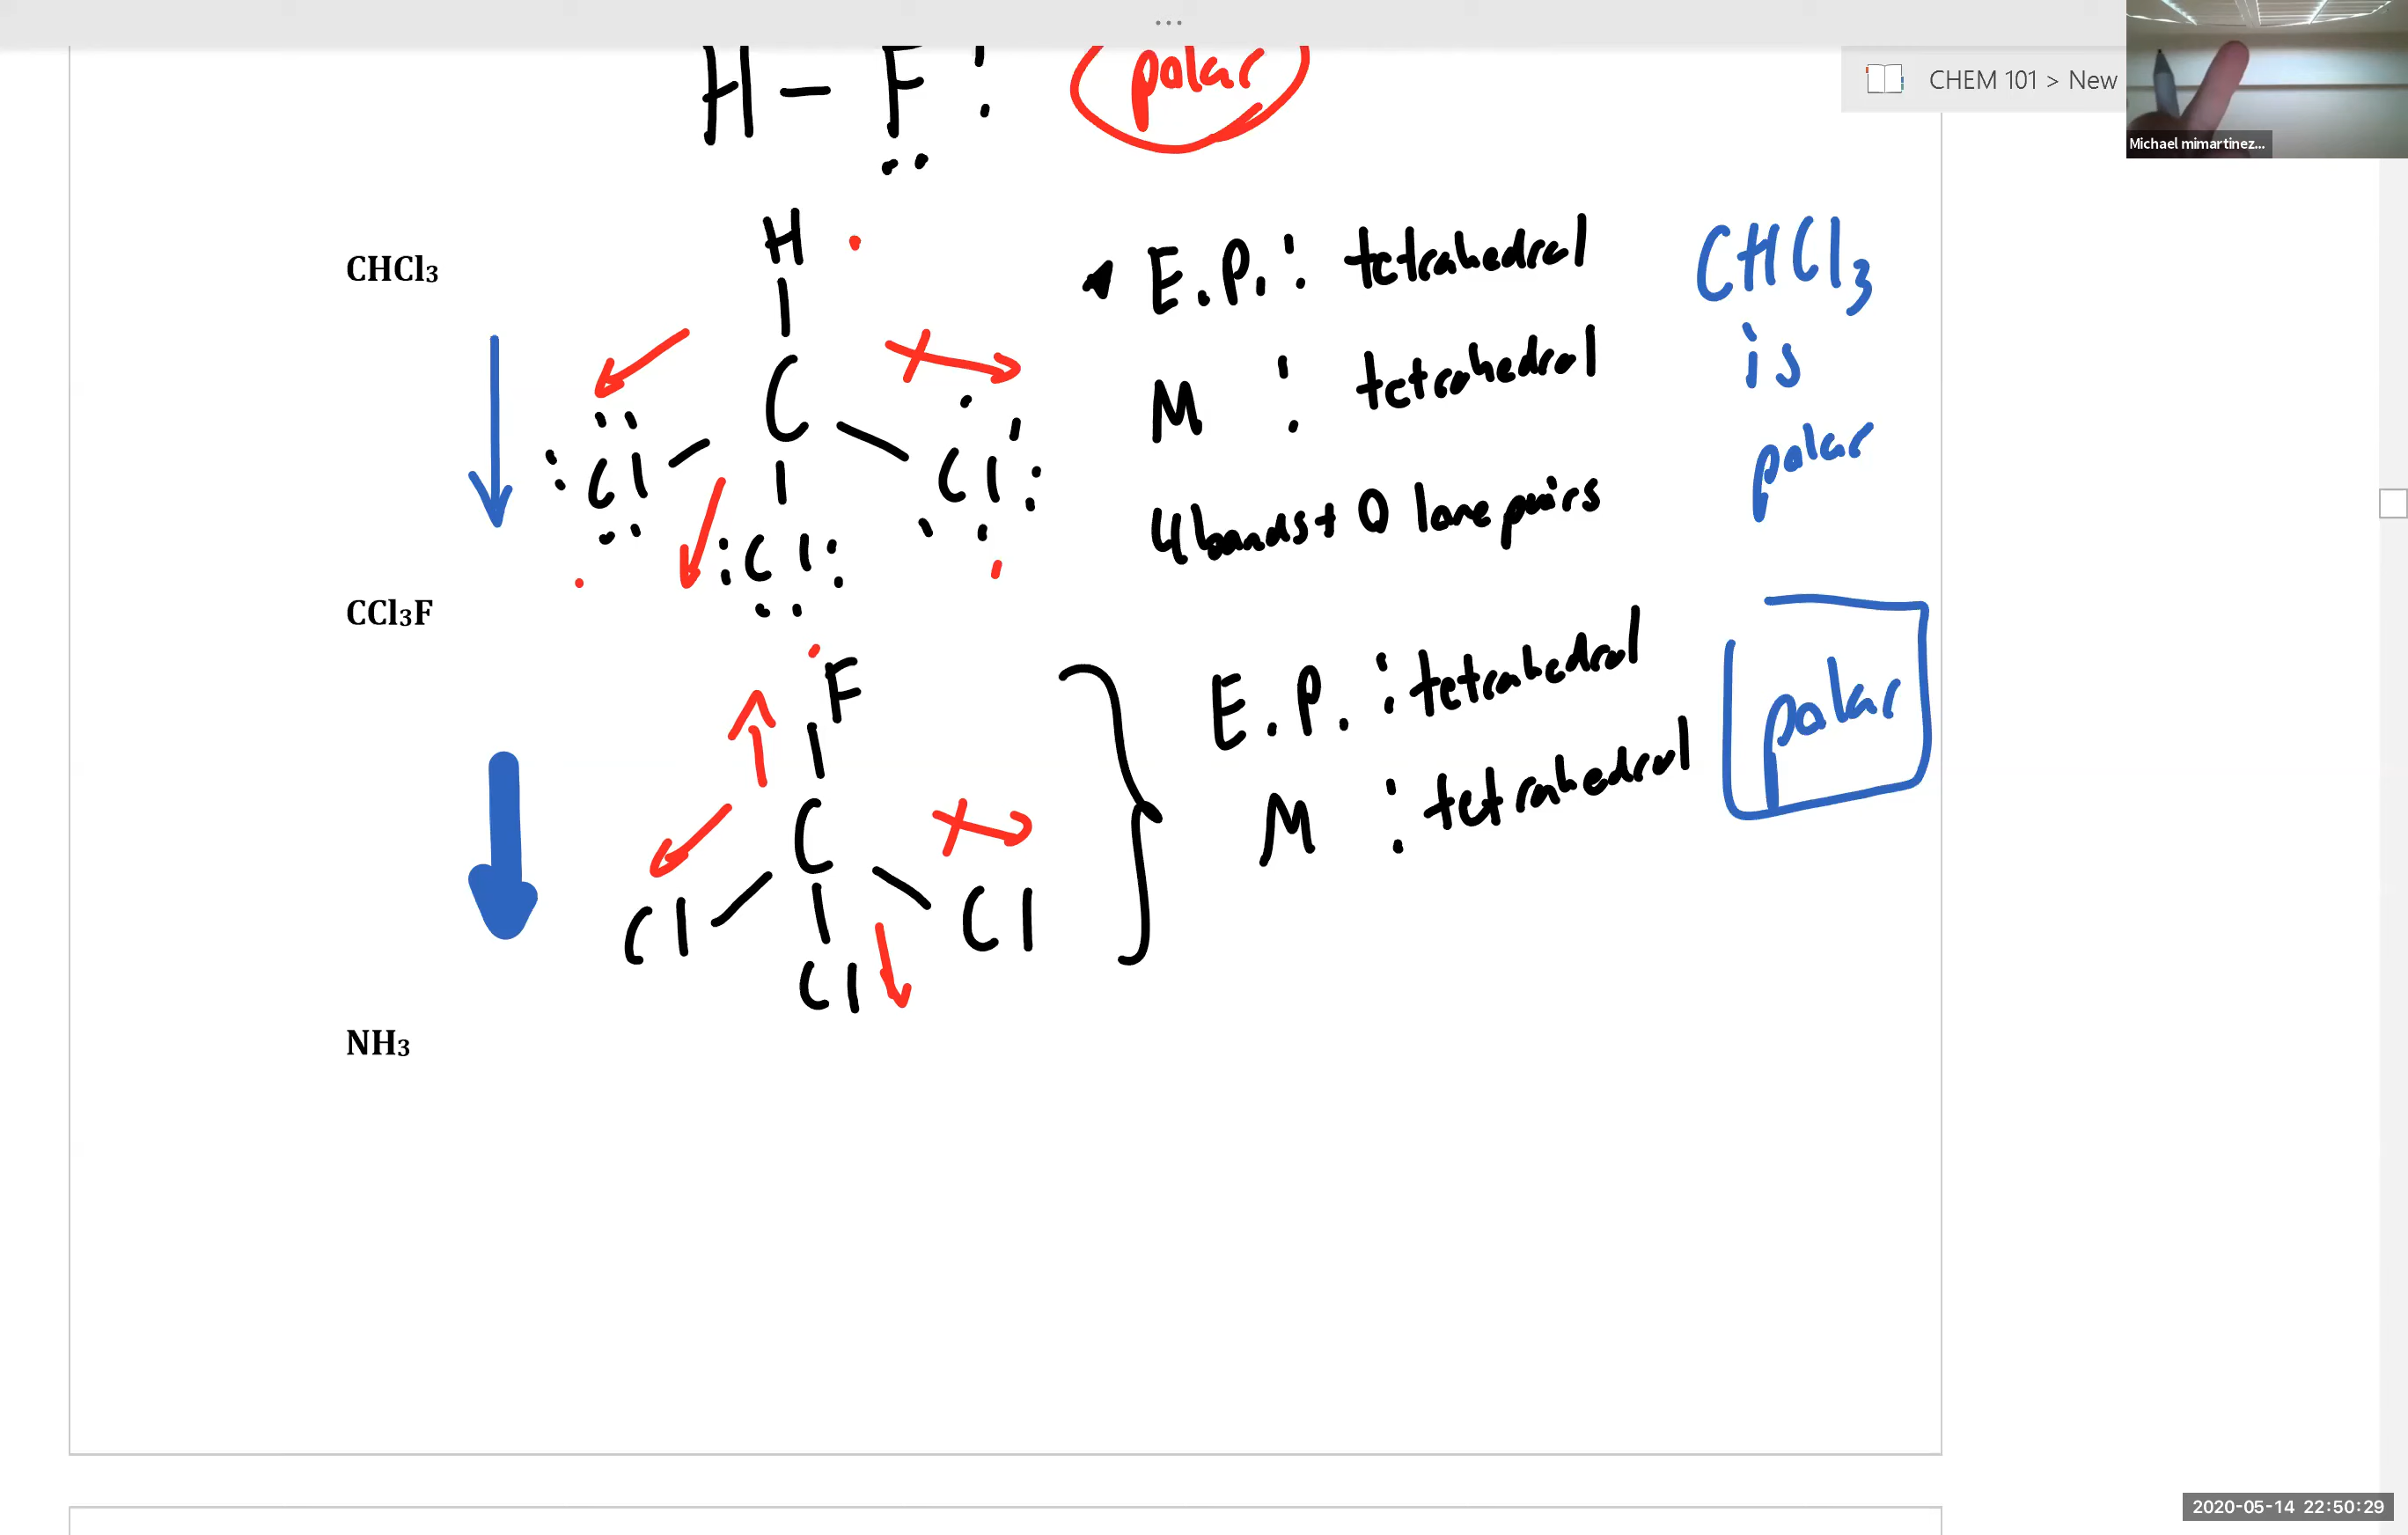 CHEM 101 > New
Michael mimartinez...
H – F :
polar
CHCl3
H
C
Cl
Cl
Cl
E.P. : tetrahedral
M : tetrahedral
4 bonds + 0 lone pairs
CHCl3
is
polar
CCl3F
F
C
Cl
Cl
Cl
E.P. : tetrahedral
M : tetrahedral
polar
NH3
2020-05-14 22:50:29